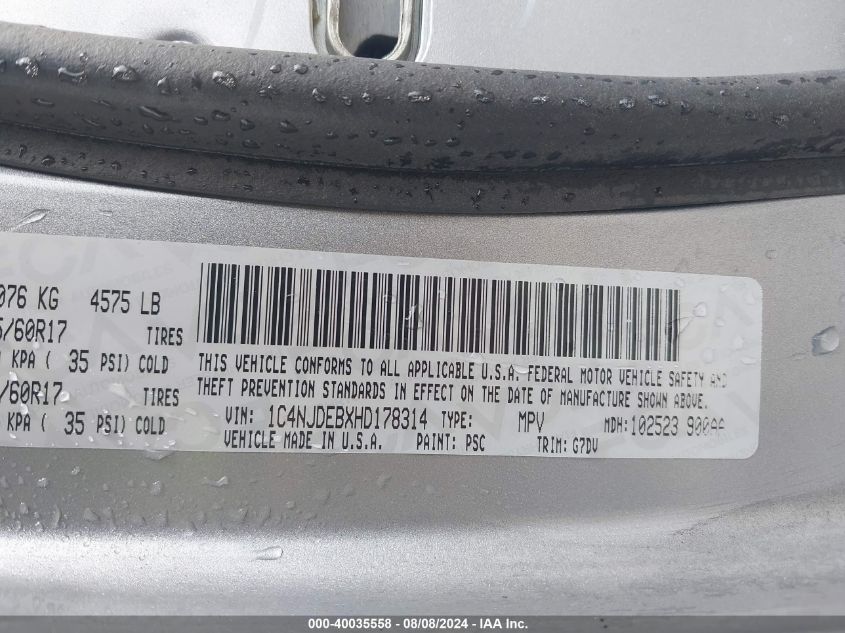 076 KG 4575 LB
5/60R17 TIRES
KPA ( 35 PSI) COLD
/60R17 TIRES
KPA ( 35 PSI) COLD
THIS VEHICLE CONFORMS TO ALL APPLICABLE U.S.A. FEDERAL MOTOR VEHICLE SAFETY AND
THEFT PREVENTION STANDARDS IN EFFECT ON THE DATE OF MANUFACTURE SHOWN ABOVE.
VIN: 1C4NJDEBXHD178314 TYPE: MPV MDH: 102523 900AA
VEHICLE MADE IN U.S.A. PAINT: PSC TRIM: G7DV
000-40035558 - 08/08/2024 - IAA Inc.